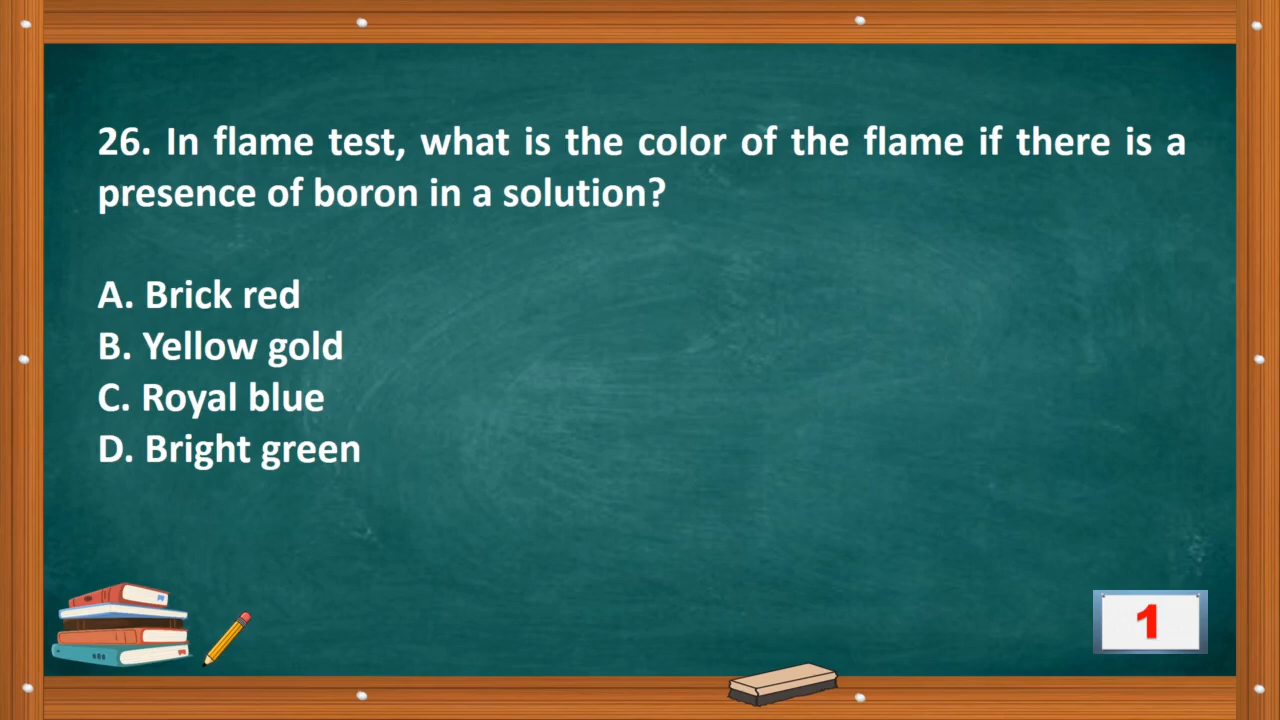 26. In flame test, what is the color of the flame if there is a
presence of boron in a solution?
A. Brick red
B. Yellow gold
C. Royal blue
D. Bright green
1